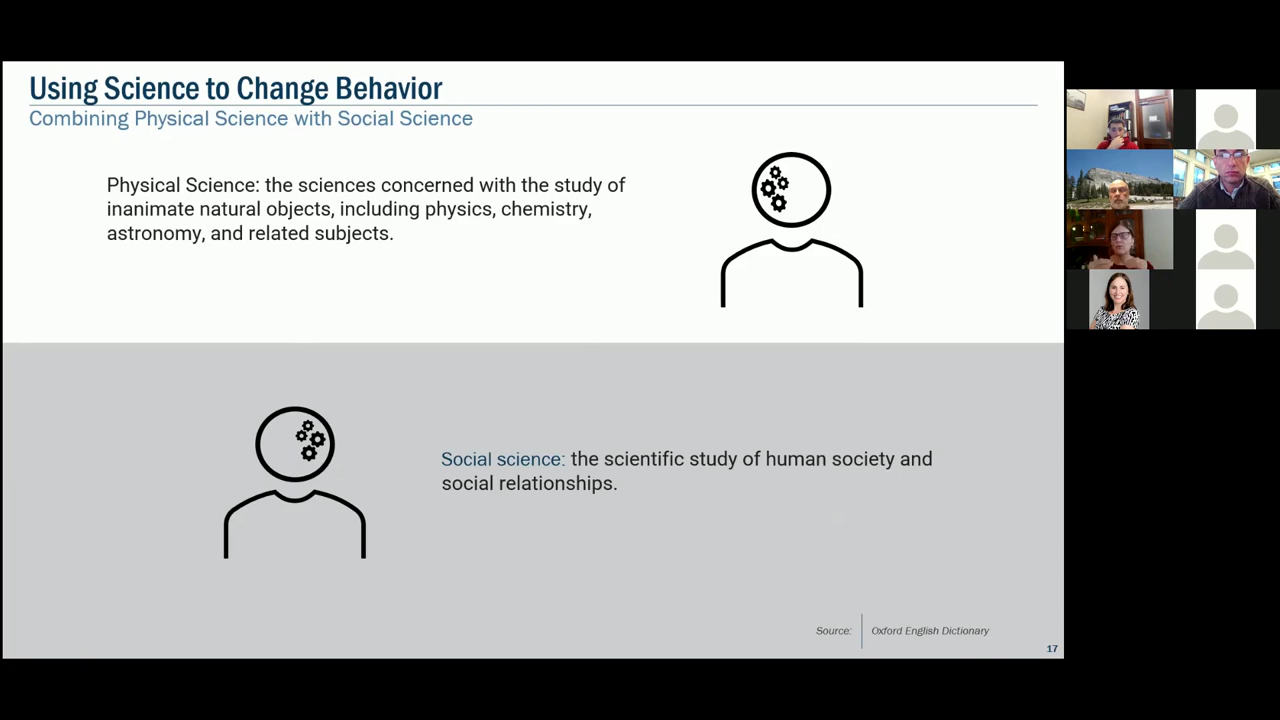 Using Science to Change Behavior
Combining Physical Science with Social Science
Physical Science: the sciences concerned with the study of
inanimate natural objects, including physics, chemistry,
astronomy, and related subjects.
Social science: the scientific study of human society and
social relationships.
Source: Oxford English Dictionary
17